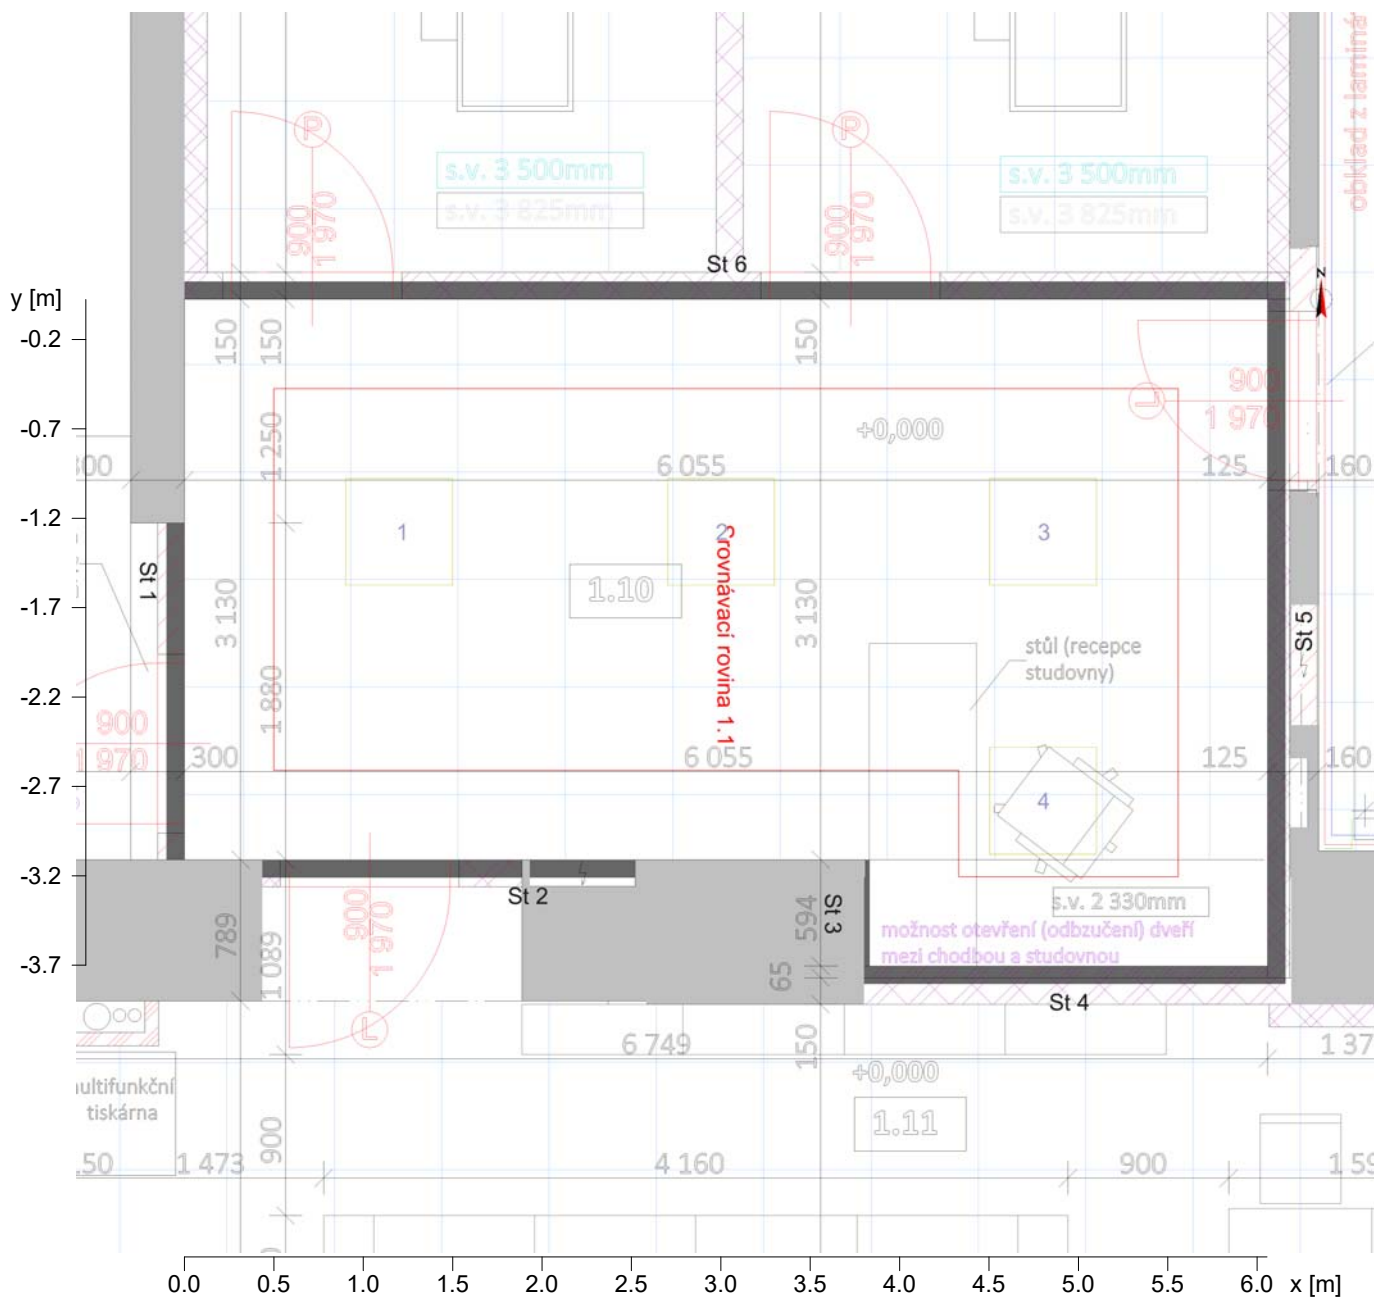 obklad z laminá
P
P
s.v. 3 500mm
s.v. 3 825mm
s.v. 3 500mm
s.v. 3 825mm
900
1 970
900
1 970
St 6
z
y [m]
-0.2
-0.7
-1.2
-1.7
-2.2
-2.7
-3.2
-3.7
150
150
150
900
1 970
L
+0,000
1 250
6 055
125
160
1
2
3
St 1
Srovnávací rovina 1.1
1.10
3 130
3 130
St 5
stůl (recepce
studovny)
1 880
900
1 970
300
6 055
125
160
4
St 2
St 3
s.v. 2 330mm
možnost otevření (odbzučení) dveří
mezi chodbou a studovnou
789
1 089
900
1 970
594
65
St 4
L
6 749
150
1 37
+0,000
1.11
multifunkční
tiskárna
900
1 473
4 160
900
1 59
0.0 0.5 1.0 1.5 2.0 2.5 3.0 3.5 4.0 4.5 5.0 5.5 6.0 x [m]